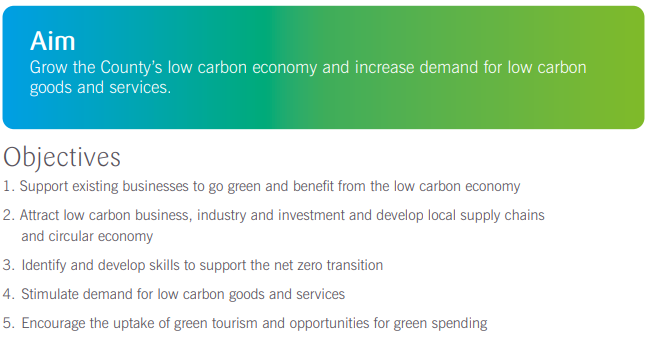 Aim
Grow the County's low carbon economy and increase demand for low carbon
goods and services.
Objectives
1. Support existing businesses to go green and benefit from the low carbon economy
2. Attract low carbon business, industry and investment and develop local supply chains
and circular economy
3. Identify and develop skills to support the net zero transition
4. Stimulate demand for low carbon goods and services
5. Encourage the uptake of green tourism and opportunities for green spending